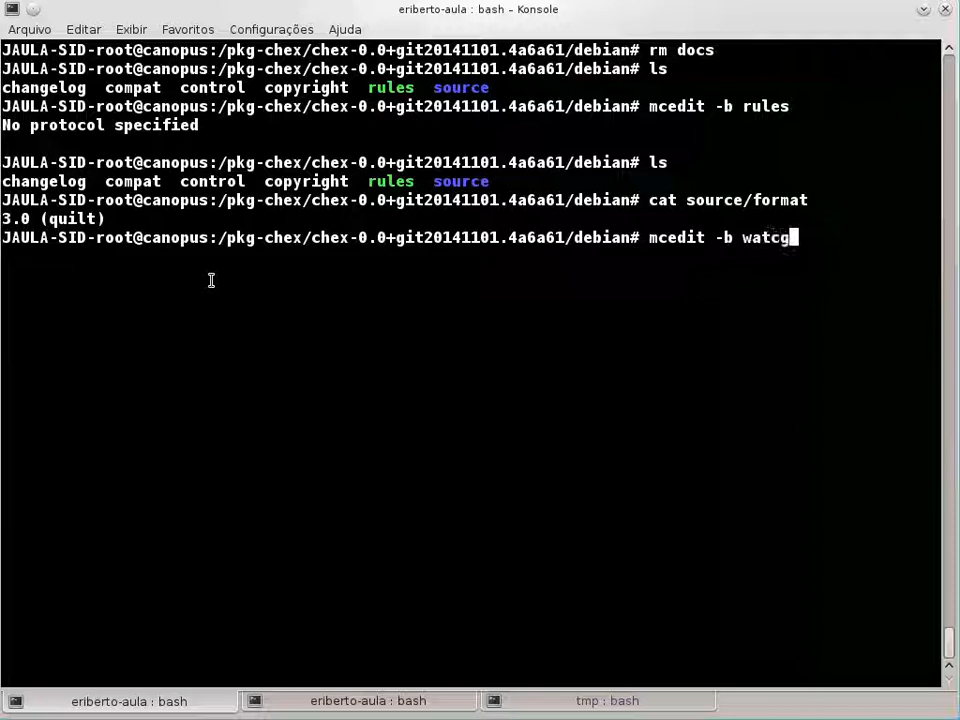 eriberto-aula : bash – Konsole
Arquivo Editar Exibir Favoritos Configurações Ajuda
JAULA-SID-root@canopus:/pkg-chex/chex-0.0+git20141101.4a6a61/debian# rm docs
JAULA-SID-root@canopus:/pkg-chex/chex-0.0+git20141101.4a6a61/debian# ls
changelog compat control copyright rules source
JAULA-SID-root@canopus:/pkg-chex/chex-0.0+git20141101.4a6a61/debian# mcedit -b rules
No protocol specified
JAULA-SID-root@canopus:/pkg-chex/chex-0.0+git20141101.4a6a61/debian# ls
changelog compat control copyright rules source
JAULA-SID-root@canopus:/pkg-chex/chex-0.0+git20141101.4a6a61/debian# cat source/format
3.0 (quilt)
JAULA-SID-root@canopus:/pkg-chex/chex-0.0+git20141101.4a6a61/debian# mcedit -b watcg
eriberto-aula : bash eriberto-aula : bash tmp : bash